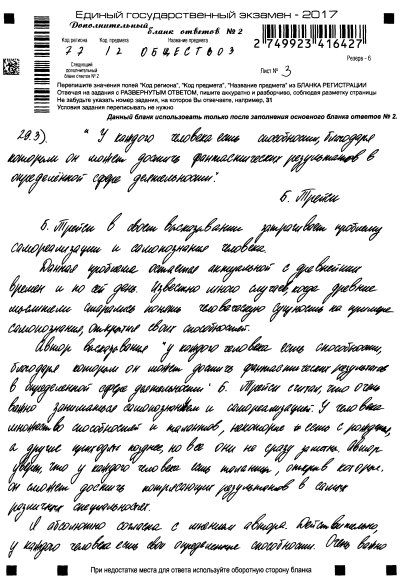 Единый государственный экзамен - 2017
Дополнительный
бланк ответов № 2
Код региона Код предмета Название предмета
77 12 ОБЩЕСТВОЗ
2749923416427
Резерв - 6
Следующий
дополнительный
бланк ответов № 2
Лист № 3
Перепишите значения полей "Код региона", "Код предмета", "Название предмета" из БЛАНКА РЕГИСТРАЦИИ
Отвечая на задания с РАЗВЕРНУТЫМ ОТВЕТОМ, пишите аккуратно и разборчиво, соблюдая разметку страницы
Не забудьте указать номер задания, на которое Вы отвечаете, например, 31
Условия задания переписывать не нужно
Данный бланк использовать только после заполнения основного бланка ответов № 2.
29.3). "У каждого человека есть способности, благодаря
которым он может достичь фантастических результатов в
определённой сфере деятельности".
Б. Трейси
Б. Трейси в своем высказывании затрагивает проблему
самореализации и самопознания человека.
Данная проблема остается актуальной с древнейших
времен и по сей день. Известно много случаев, когда древние
мыслители старались понять человеческую сущность на примере
самопознания, открытие своих способностей.
Автор высказывания "у каждого человека есть способности,
благодаря которым он может достичь фантастических результатов
в определенной сфере деятельности" Б. Трейси считал, что очень
важно заниматься самопознанием и самореализацией. У человека
множество способностей и талантов, некоторые есть с рождения,
а другие приходят позднее, но все они не сразу заметны. Автор
уверен, что у каждого человека есть таланты, открыв которые
он сможет достичь потрясающих результатов в самых
различных специальностях.
Я абсолютно согласна с мнением автора. Действительно,
у каждого человека есть свои определенные способности. Очень важно
При недостатке места для ответа используйте оборотную сторону бланка